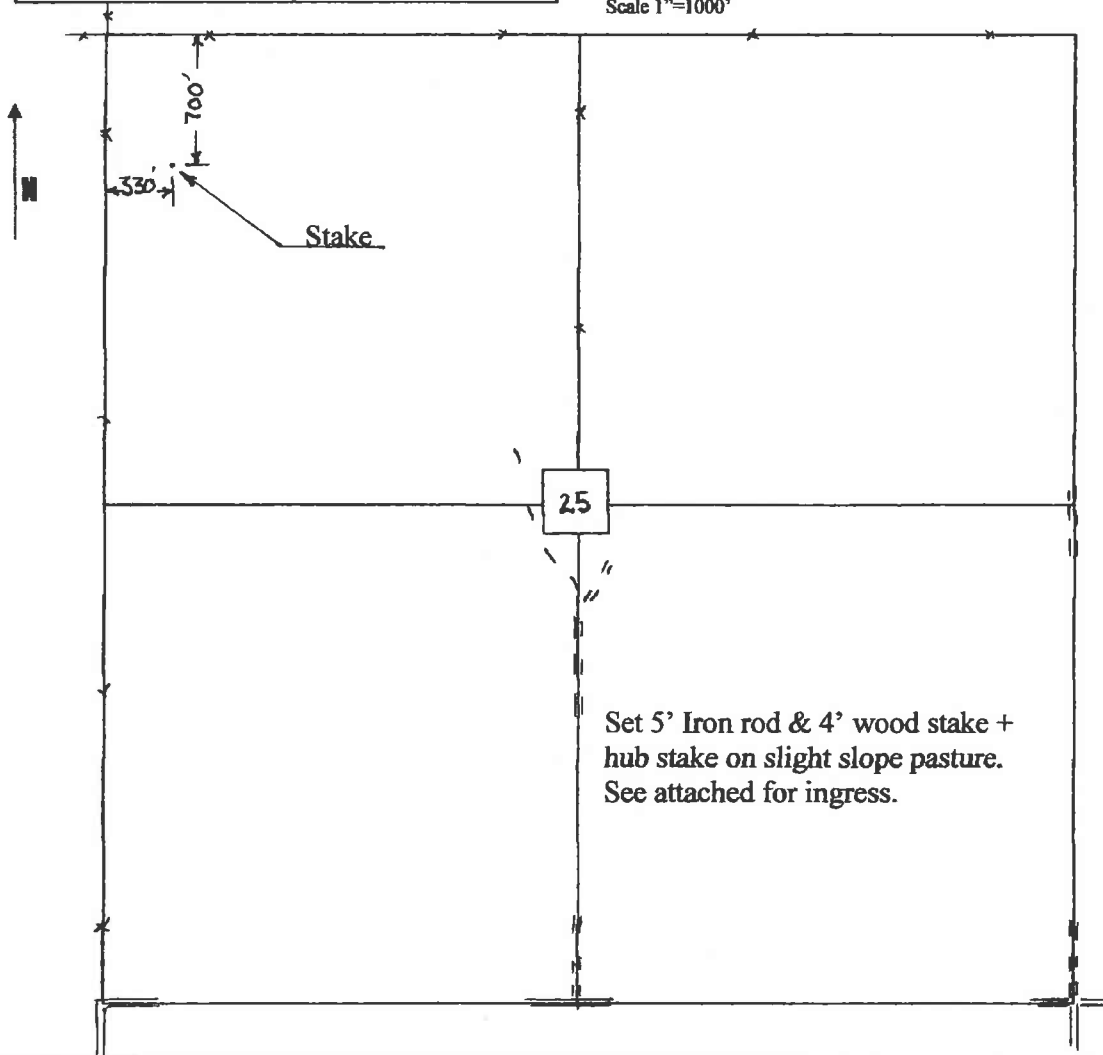 Scale 1"=1000'
700'
330'
N
Stake
25
Set 5' Iron rod & 4' wood stake +
hub stake on slight slope pasture.
See attached for ingress.